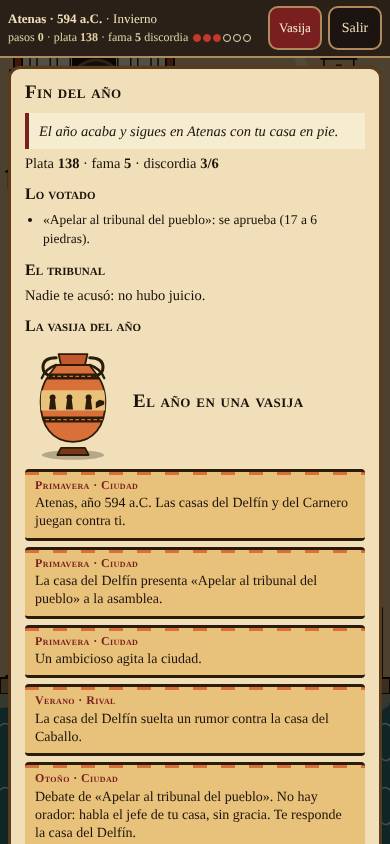 Atenas · 594 a.C. · Invierno
pasos 0 · plata 138 · fama 5 discordia
Vasija
Salir
Fin del año
El año acaba y sigues en Atenas con tu casa en pie.
Plata 138 · fama 5 · discordia 3/6
Lo votado
• «Apelar al tribunal del pueblo»: se aprueba (17 a 6
piedras).
El tribunal
Nadie te acusó: no hubo juicio.
La vasija del año
El año en una vasija
Primavera · Ciudad
Atenas, año 594 a.C. Las casas del Delfín y del Carnero
juegan contra ti.
Primavera · Ciudad
La casa del Delfín presenta «Apelar al tribunal del
pueblo» a la asamblea.
Primavera · Ciudad
Un ambicioso agita la ciudad.
Verano · Rival
La casa del Delfín suelta un rumor contra la casa del
Caballo.
Otoño · Ciudad
Debate de «Apelar al tribunal del pueblo». No hay
orador: habla el jefe de tu casa, sin gracia. Te responde
la casa del Delfín.